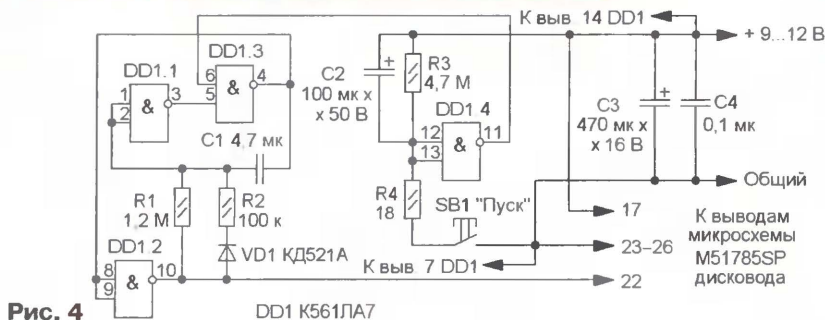 К выв. 14 DD1
+ 9...12 В
DD1.1
DD1.3
1
2
&
3
6
5
&
4
C1 4,7 мк
C2
100 мк х
х 50 В
R3
4,7 М
DD1.4
12
13
&
11
C3
470 мк х
х 16 В
C4
0,1 мк
R1
1,2 М
R2
100 к
R4
18
SB1 "Пуск"
Общий
17
23–26
22
К выводам
микросхемы
M51785SP
дисковода
DD1.2
8
9
&
10
VD1 КД521А
К выв. 7 DD1
Рис. 4
DD1 К561ЛА7